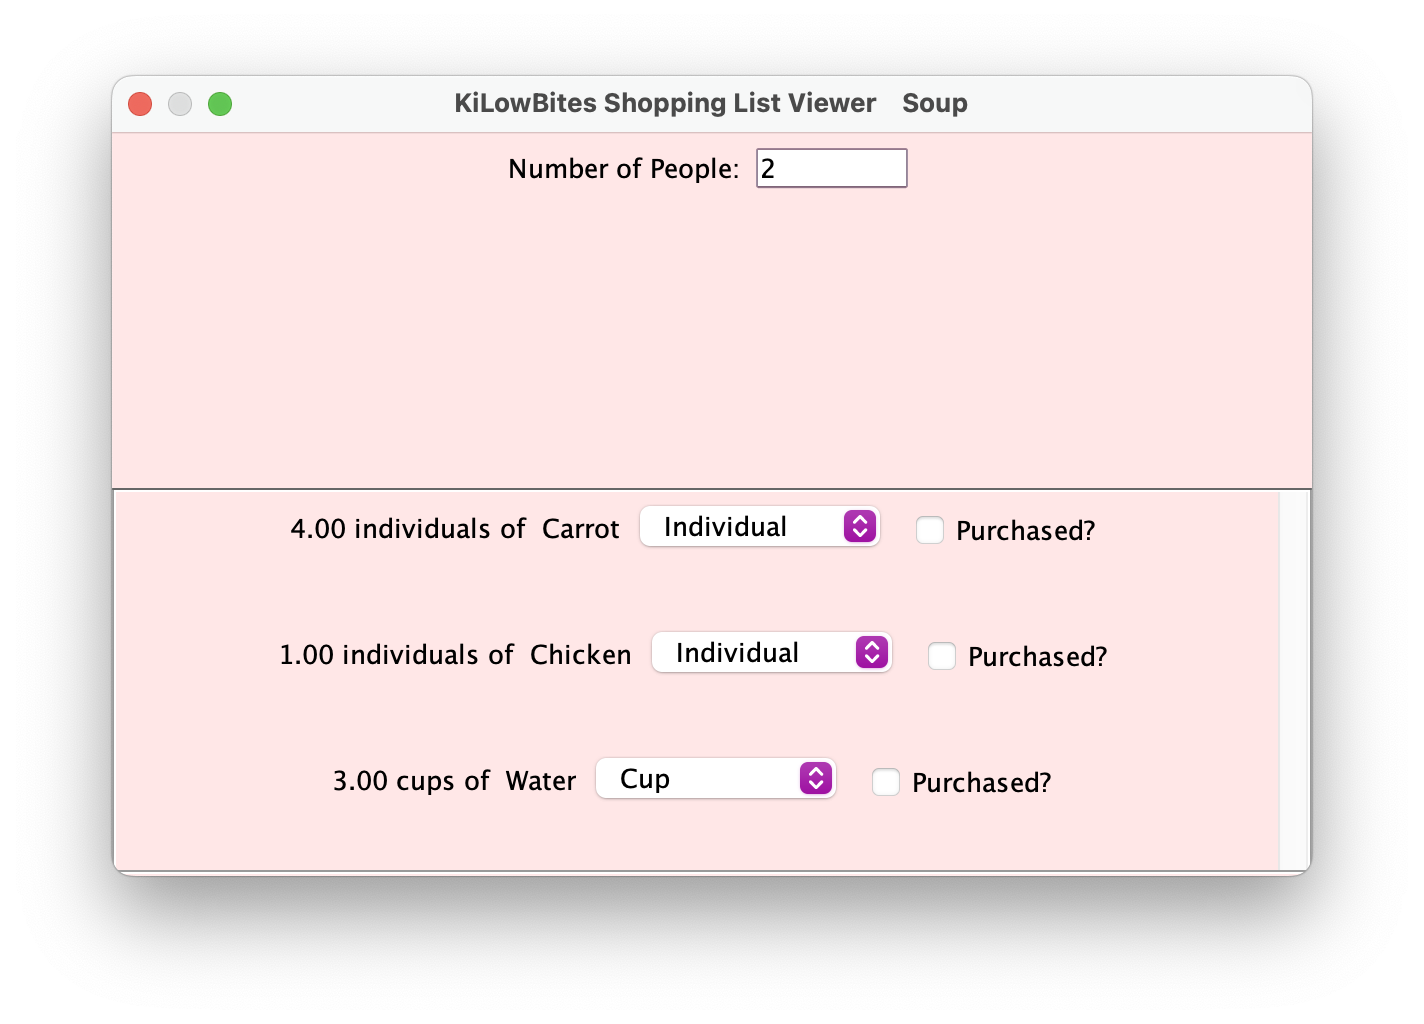 KiLowBites Shopping List Viewer Soup
Number of People: 2
4.00 individuals of Carrot Individual Purchased?
1.00 individuals of Chicken Individual Purchased?
3.00 cups of Water Cup Purchased?